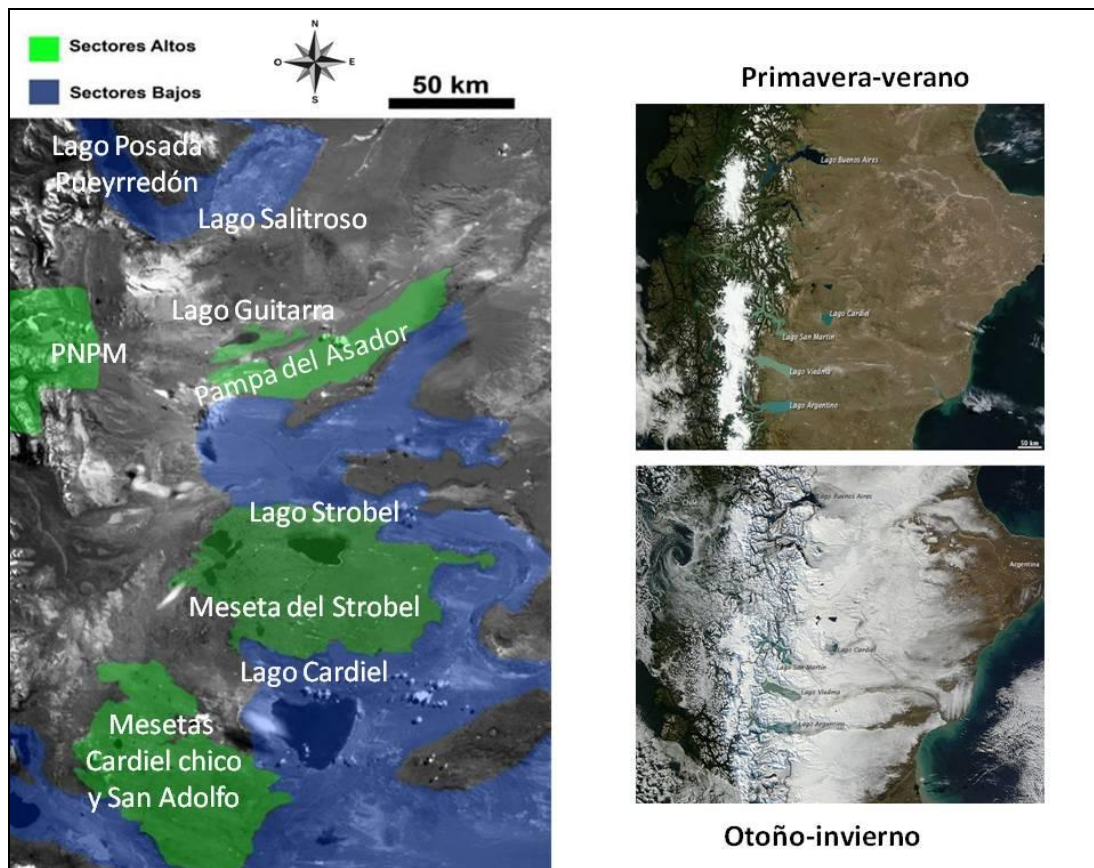 Sectores Altos
Sectores Bajos
N
O
E
S
50 km
Lago Posada
Pueyrredón
Lago Salitroso
Lago Guitarra
Pampa del Asador
PNPM
Lago Strobel
Meseta del Strobel
Lago Cardiel
Mesetas
Cardiel chico
y San Adolfo
Primavera-verano
Lago Buenos Aires
Lago Cardiel
Lago San Martín
Lago Viedma
Lago Argentino
50 km
Lago Buenos Aires
Argentina
Lago Cardiel
Lago San Martín
Lago Viedma
Lago Argentino
Otoño-invierno